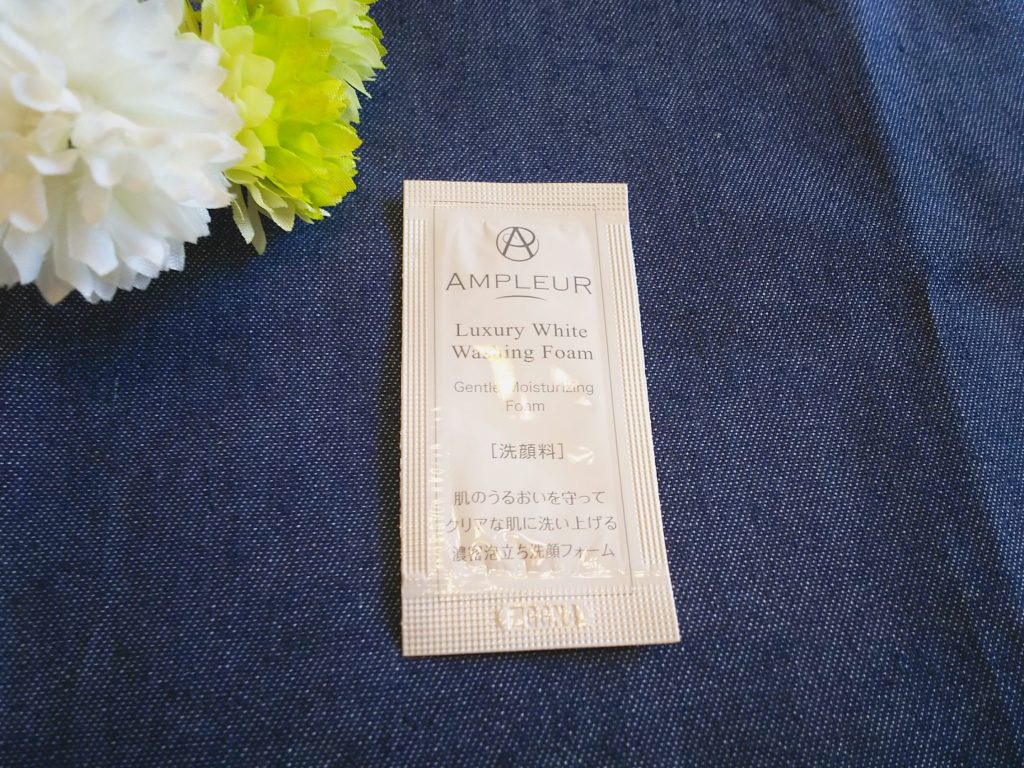 AMPLEUR
Luxury White
Washing Foam
Gentle Moisturizing
Foam
[洗顔料]
肌のうるおいを守って
クリアな肌に洗い上げる
濃密泡立ち洗顔フォーム